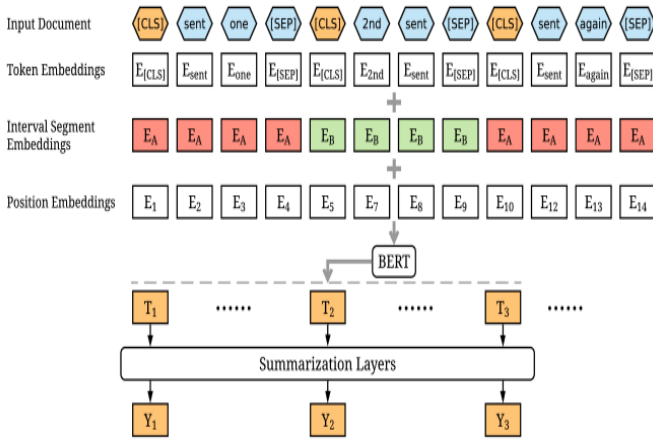 Input Document [CLS] sent one [SEP] [CLS] 2nd sent [SEP] [CLS] sent again [SEP]
Token Embeddings E[CLS] Esent Eone E[SEP] E[CLS] E2nd Esent E[SEP] E[CLS] Esent Eagain E[SEP]
+
Interval Segment
Embeddings EA EA EA EA EB EB EB EB EA EA EA EA
+
Position Embeddings E1 E2 E3 E4 E5 E7 E8 E9 E10 E12 E13 E14
BERT
T1 ...... T2 ...... T3 ......
Summarization Layers
Y1 Y2 Y3